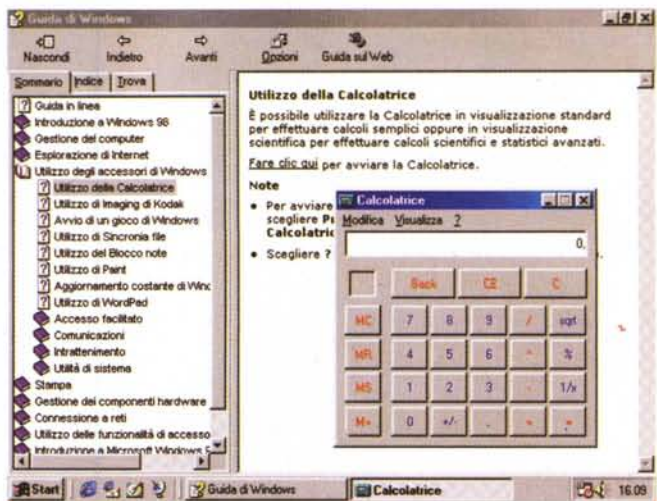 Guida di Windows
Nascondi Indietro Avanti Opzioni Guida sul Web
Sommario Indice Trova
Guida in linea
Introduzione a Windows 98
Gestione del computer
Esplorazione di Internet
Utilizzo degli accessori di Windows
Utilizzo della Calcolatrice
Utilizzo di Imaging di Kodak
Avvio di un gioco di Windows
Utilizzo di Sincronia file
Utilizzo del Blocco note
Utilizzo di Paint
Aggiornamento costante di Winc
Utilizzo di WordPad
Accesso facilitato
Comunicazioni
Intrattenimento
Utilità di sistema
Stampa
Gestione dei componenti hardware
Connessione a reti
Utilizzo delle funzionalità di accesso
Introduzione a Microsoft Windows
Utilizzo della Calcolatrice
È possibile utilizzare la Calcolatrice in visualizzazione standard
per effettuare calcoli semplici oppure in visualizzazione
scientifica per effettuare calcoli scientifici e statistici avanzati.
Fare clic qui per avviare la Calcolatrice.
Note
• Per avviare
scegliere
Calcolatric
• Scegliere ?
Calcolatrice
Modifica Visualizza ?
0,
Back CE C
MC 7 8 9 / sqrt
MR 4 5 6 * %
MS 1 2 3 - 1/x
M+ 0 +/- , + =
Start Guida di Windows Calcolatrice 16.09